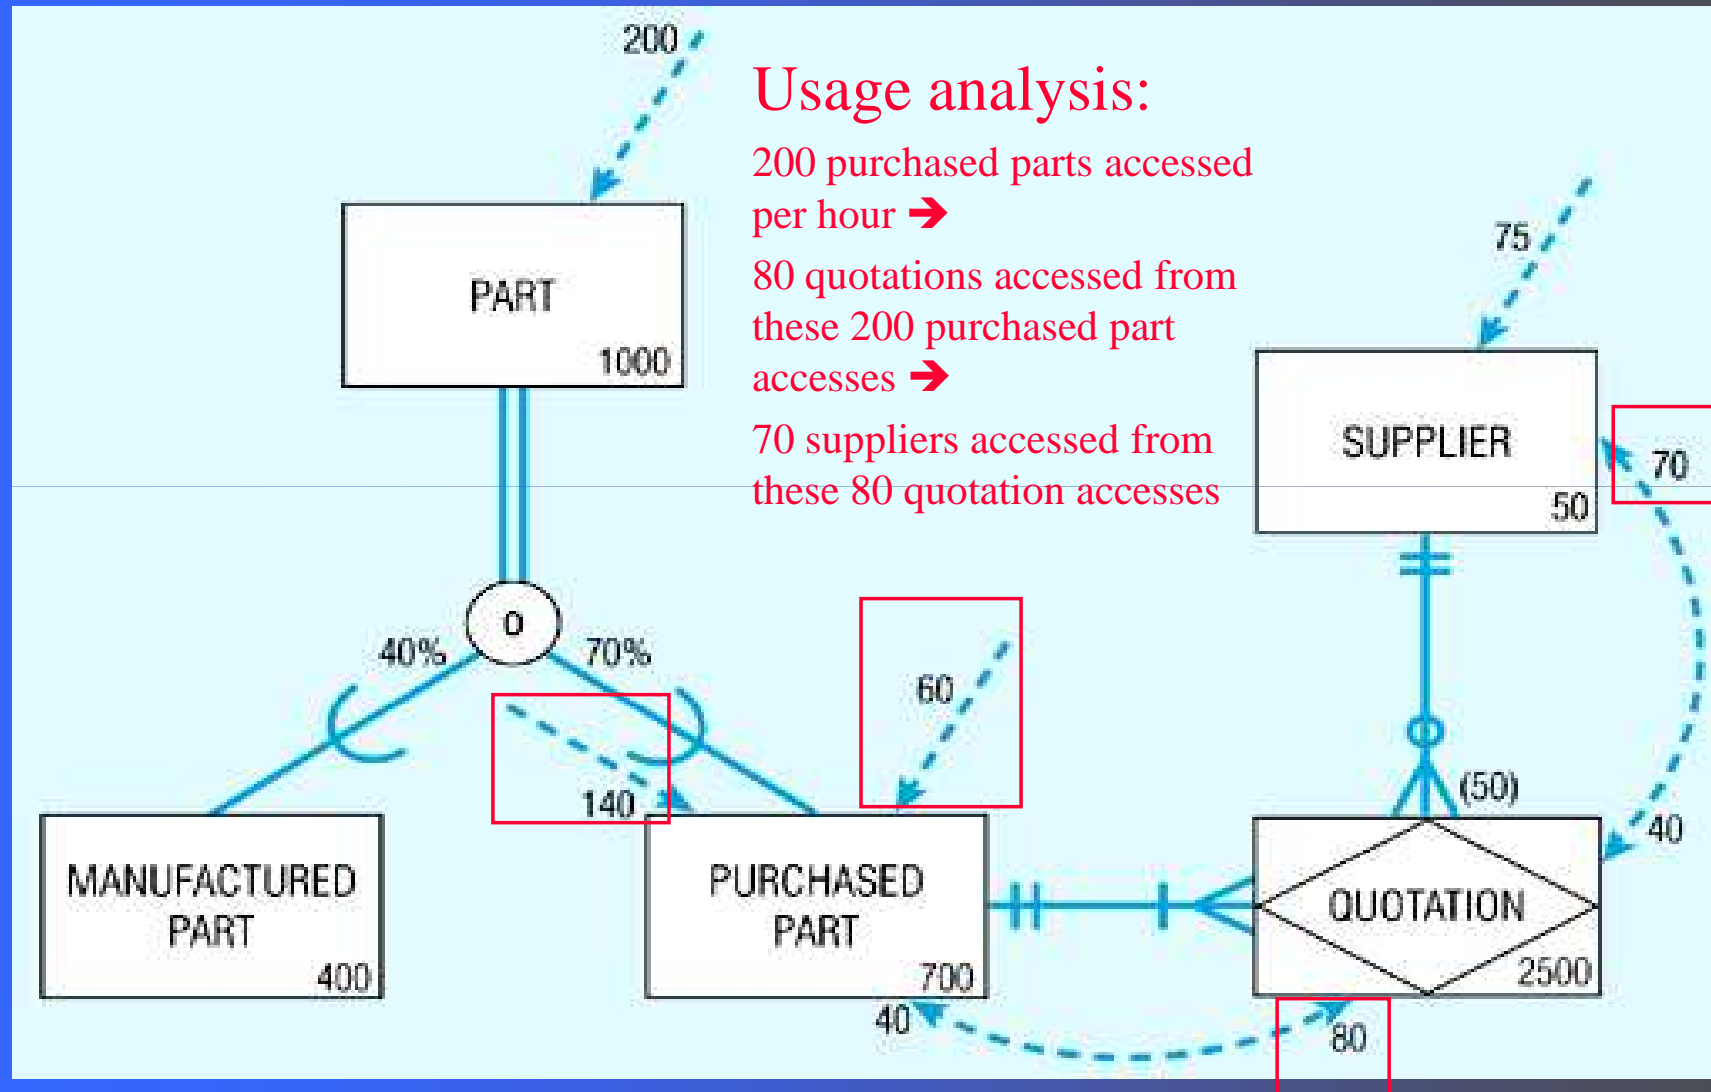 200
Usage analysis:
200 purchased parts accessed
per hour ➔
80 quotations accessed from
these 200 purchased part
accesses ➔
70 suppliers accessed from
these 80 quotation accesses
75
PART
1000
SUPPLIER
50
70
O
40%
70%
60
140
(50)
40
MANUFACTURED
PART
400
PURCHASED
PART
700
QUOTATION
2500
40
80